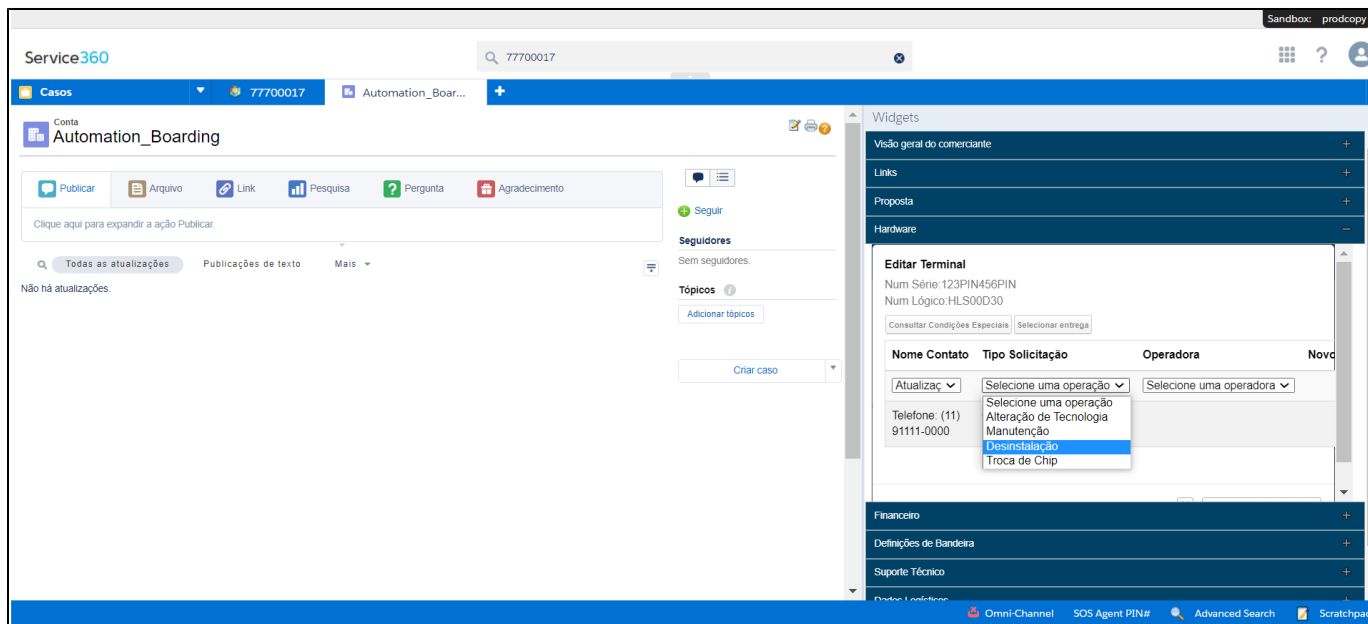 Sandbox: prodcopy
Service360
77700017
?
Casos
77700017
Automation_Boar...
Conta
Automation_Boarding
Publicar
Arquivo
Link
Pesquisa
Pergunta
Agradecimento
Clique aqui para expandir a ação Publicar.
Todas as atualizações
Publicações de texto
Mais
Não há atualizações.
Seguir
Seguidores
Sem seguidores.
Tópicos
Adicionar tópicos
Criar caso
Widgets
Visão geral do comerciante
Links
Proposta
Hardware
Editar Terminal
Num Série:123PIN456PIN
Num Lógico:HLS00D30
Consultar Condições Especiais
Selecionar entrega
Nome Contato Tipo Solicitação Operadora Novo
Atualizaç
Selecione uma operação
Selecione uma operadora
Selecione uma operação
Alteração de Tecnologia
Manutenção
Desinstalação
Troca de Chip
Telefone: (11)
91111-0000
Financeiro
Definições de Bandeira
Suporte Técnico
Dados Logísticos
Omni-Channel
SOS Agent PIN#
Advanced Search
Scratchpad